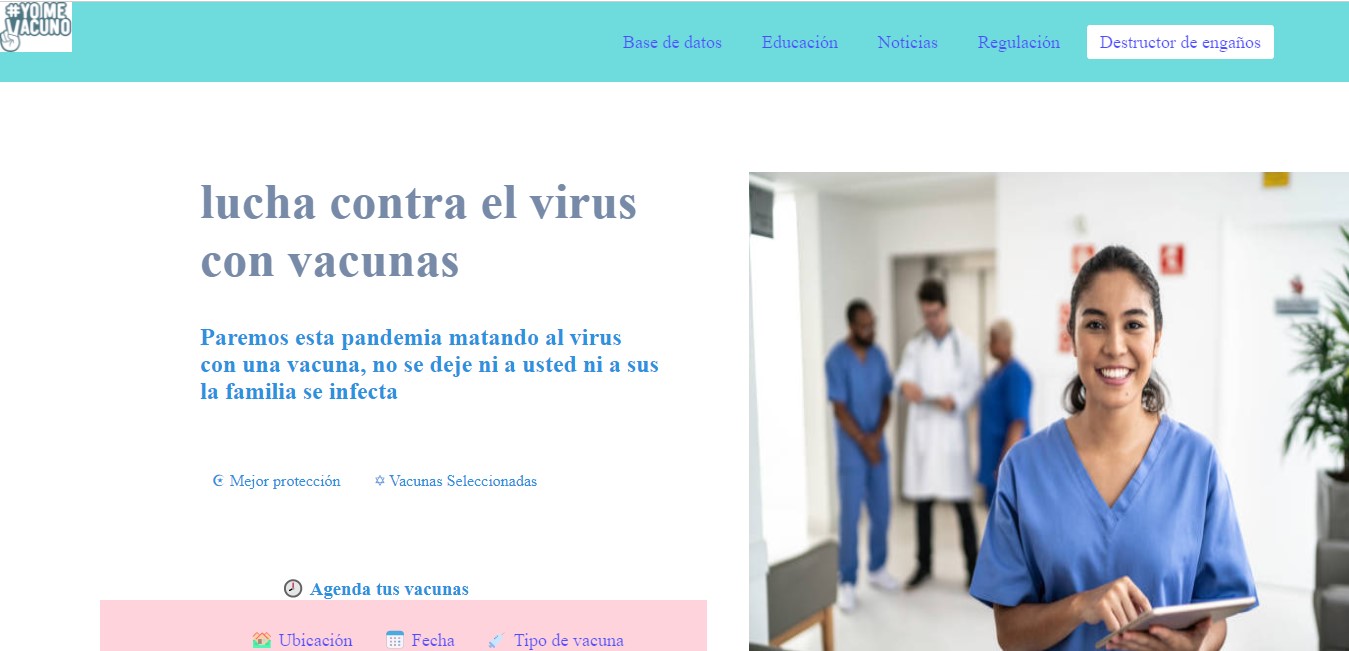 #YO ME
VACUNO
Base de datos Educación Noticias Regulación Destructor de engaños
lucha contra el virus
con vacunas
Paremos esta pandemia matando al virus
con una vacuna, no se deje ni a usted ni a sus
la familia se infecta
☪ Mejor protección ✡ Vacunas Seleccionadas
Agenda tus vacunas
Ubicación Fecha Tipo de vacuna